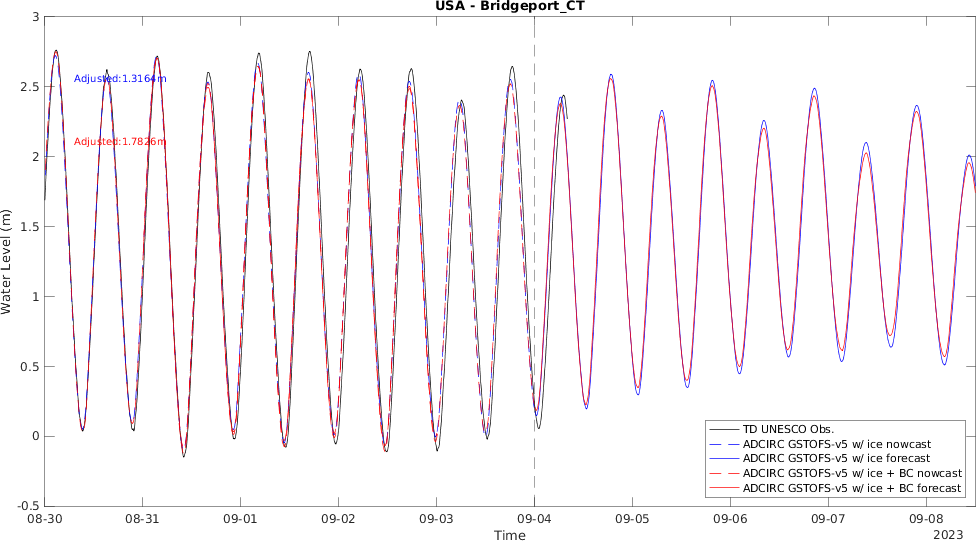 USA - Bridgeport_CT
3
2.5
2
1.5
1
0.5
0
-0.5
Water Level (m)
Adjusted:1.3164m
Adjusted:1.7826m
TD UNESCO Obs.
ADCIRC GSTOFS-v5 w/ ice nowcast
ADCIRC GSTOFS-v5 w/ ice forecast
ADCIRC GSTOFS-v5 w/ ice + BC nowcast
ADCIRC GSTOFS-v5 w/ ice + BC forecast
08-30 08-31 09-01 09-02 09-03 09-04 09-05 09-06 09-07 09-08
Time
2023